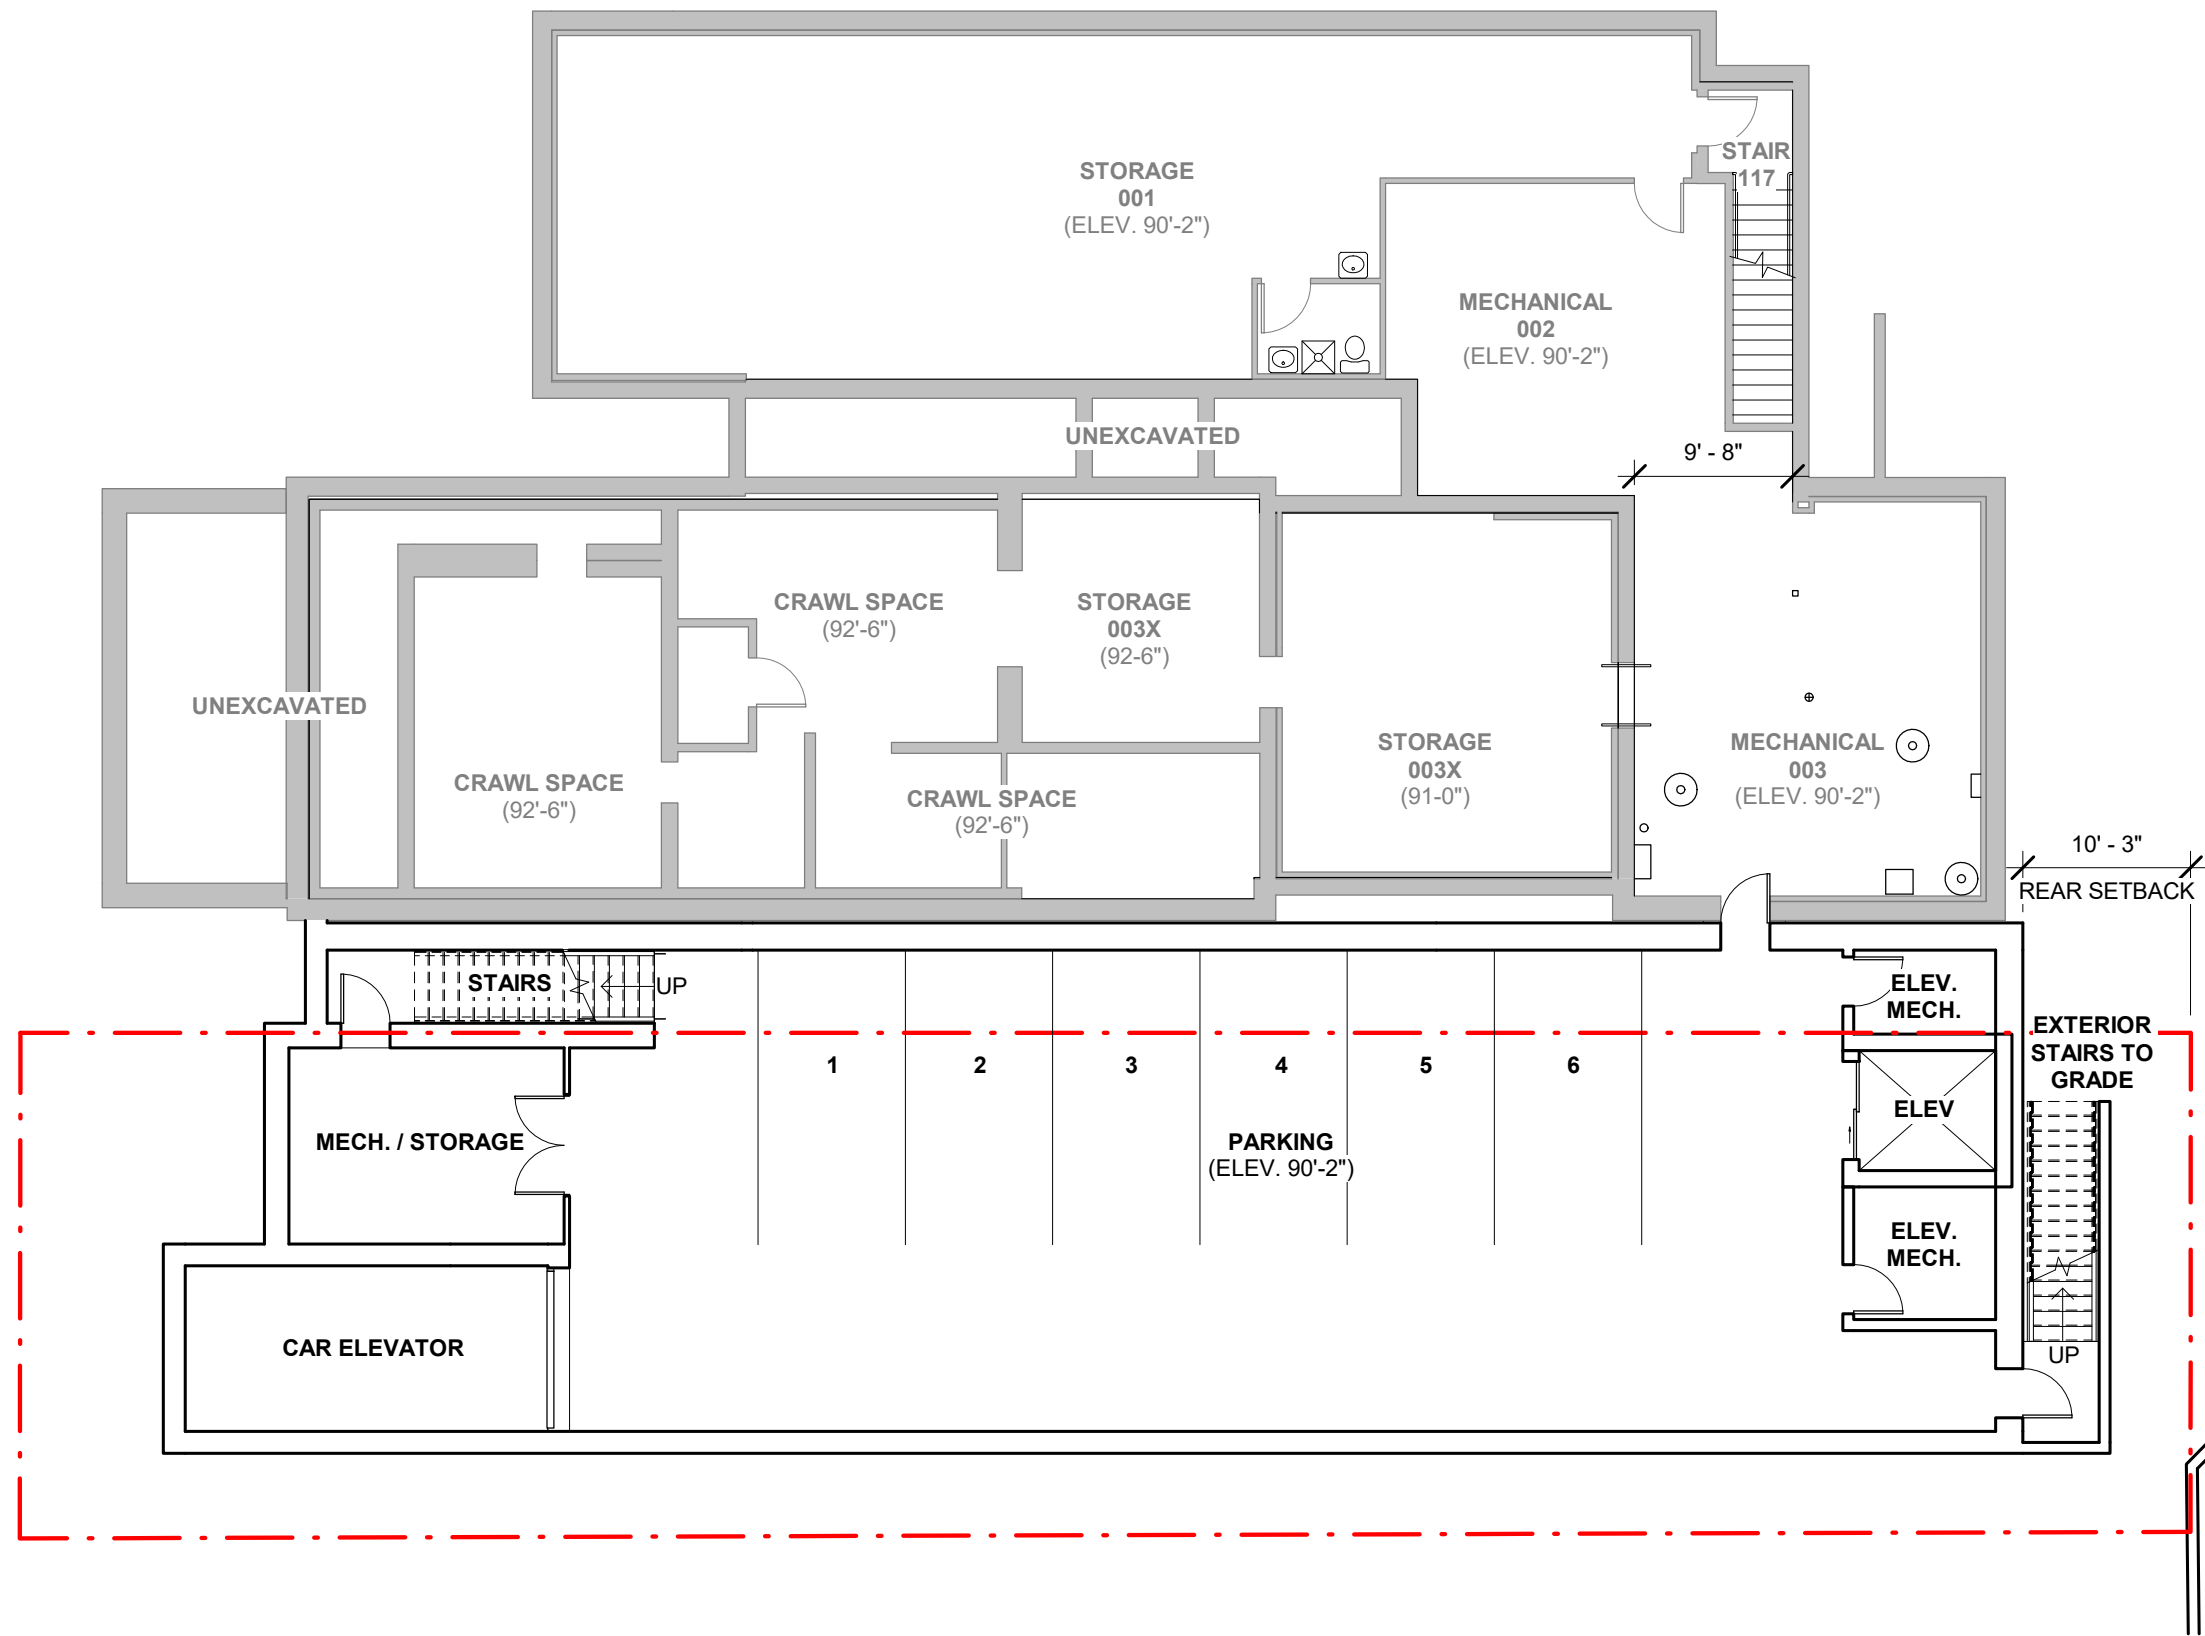 STORAGE
001
(ELEV. 90'-2")
STAIR
117
MECHANICAL
002
(ELEV. 90'-2")
UNEXCAVATED
9' - 8"
CRAWL SPACE
(92'-6")
STORAGE
003X
(92-6")
UNEXCAVATED
CRAWL SPACE
(92'-6")
CRAWL SPACE
(92'-6")
STORAGE
003X
(91-0")
MECHANICAL
003
(ELEV. 90'-2")
10' - 3"
REAR SETBACK
STAIRS
UP
ELEV.
MECH.
EXTERIOR
STAIRS TO
GRADE
1
2
3
4
5
6
ELEV
MECH. / STORAGE
PARKING
(ELEV. 90'-2")
ELEV.
MECH.
CAR ELEVATOR
UP